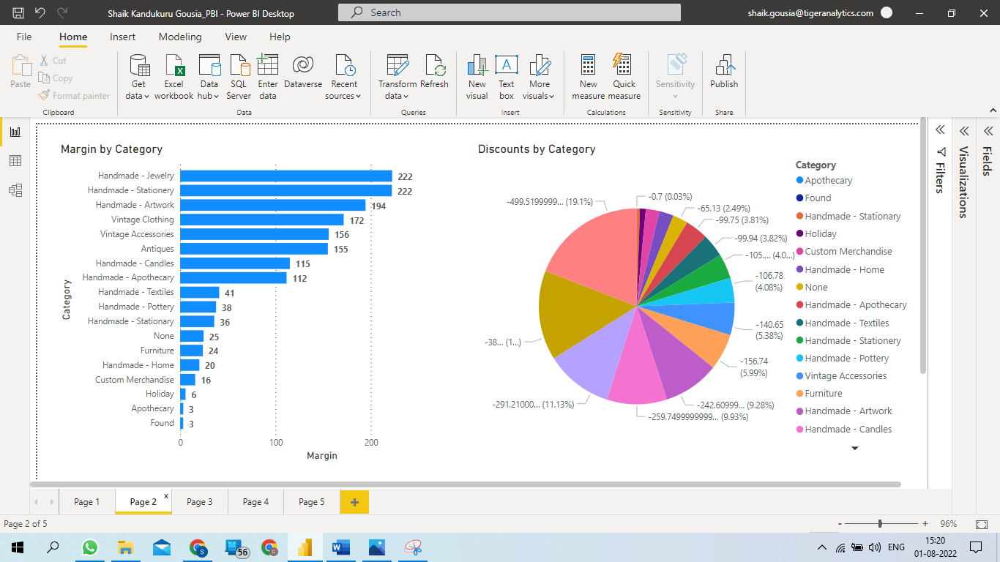 Shaik Kandukuru Gousia_PBI - Power BI Desktop
Search
shaik.gousia@tigeranalytics.com
File Home Insert Modeling View Help
Paste
Cut
Copy
Format painter
Clipboard
Get data
Excel workbook
Data hub
SQL Server
Enter data
Dataverse
Recent sources
Data
Transform data
Refresh
Queries
New visual
Text box
More visuals
Insert
New measure
Quick measure
Calculations
Sensitivity
Sensitivity
Publish
Share
Margin by Category
Category
Handmade - Jewelry 222
Handmade - Stationery 222
Handmade - Artwork 194
Vintage Clothing 172
Vintage Accessories 156
Antiques 155
Handmade - Candles 115
Handmade - Apothecary 112
Handmade - Textiles 41
Handmade - Pottery 38
Handmade - Stationary 36
None 25
Furniture 24
Handmade - Home 20
Custom Merchandise 16
Holiday 6
Apothecary 3
Found 3
0 100 200
Margin
Discounts by Category
-499.5199999... (19.1%)
-0.7 (0.03%)
-65.13 (2.49%)
-99.75 (3.81%)
-99.94 (3.82%)
-105.... (4.0...)
-106.78
(4.08%)
-140.65
(5.38%)
-156.74
(5.99%)
-242.60999... (9.28%)
-259.7499999999... (9.93%)
-291.21000... (11.13%)
-38... (1...)
Category
Apothecary
Found
Handmade - Stationary
Holiday
Custom Merchandise
Handmade - Home
None
Handmade - Apothecary
Handmade - Textiles
Handmade - Stationery
Handmade - Pottery
Vintage Accessories
Furniture
Handmade - Artwork
Handmade - Candles
Filters
Visualizations
Fields
Page 1 Page 2 x Page 3 Page 4 Page 5 +
Page 2 of 5
- + 96%
S
56
G
W
ENG
15:20
01-08-2022